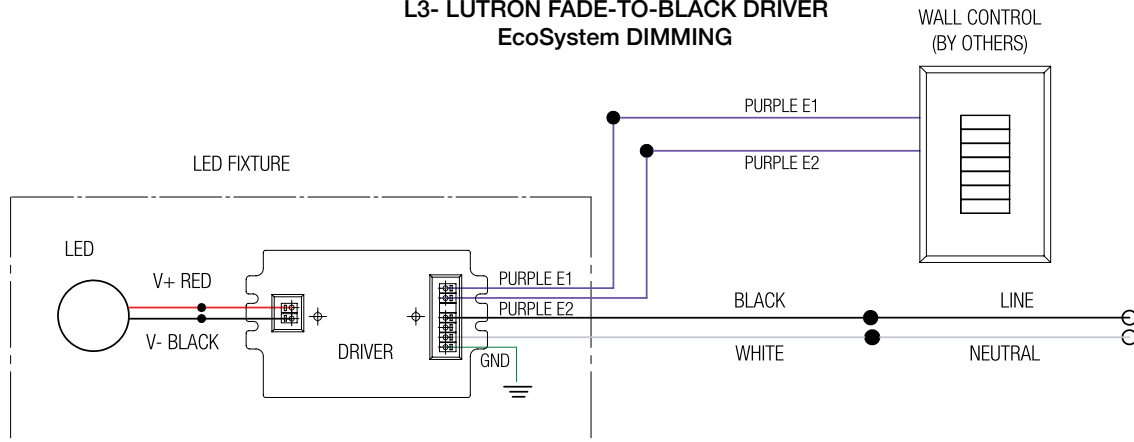 L3- LUTRON FADE-TO-BLACK DRIVER
EcoSystem DIMMING
WALL CONTROL
(BY OTHERS)
PURPLE E1
PURPLE E2
LED FIXTURE
LED
V+ RED
V- BLACK
DRIVER
PURPLE E1
PURPLE E2
GND
BLACK
LINE
WHITE
NEUTRAL